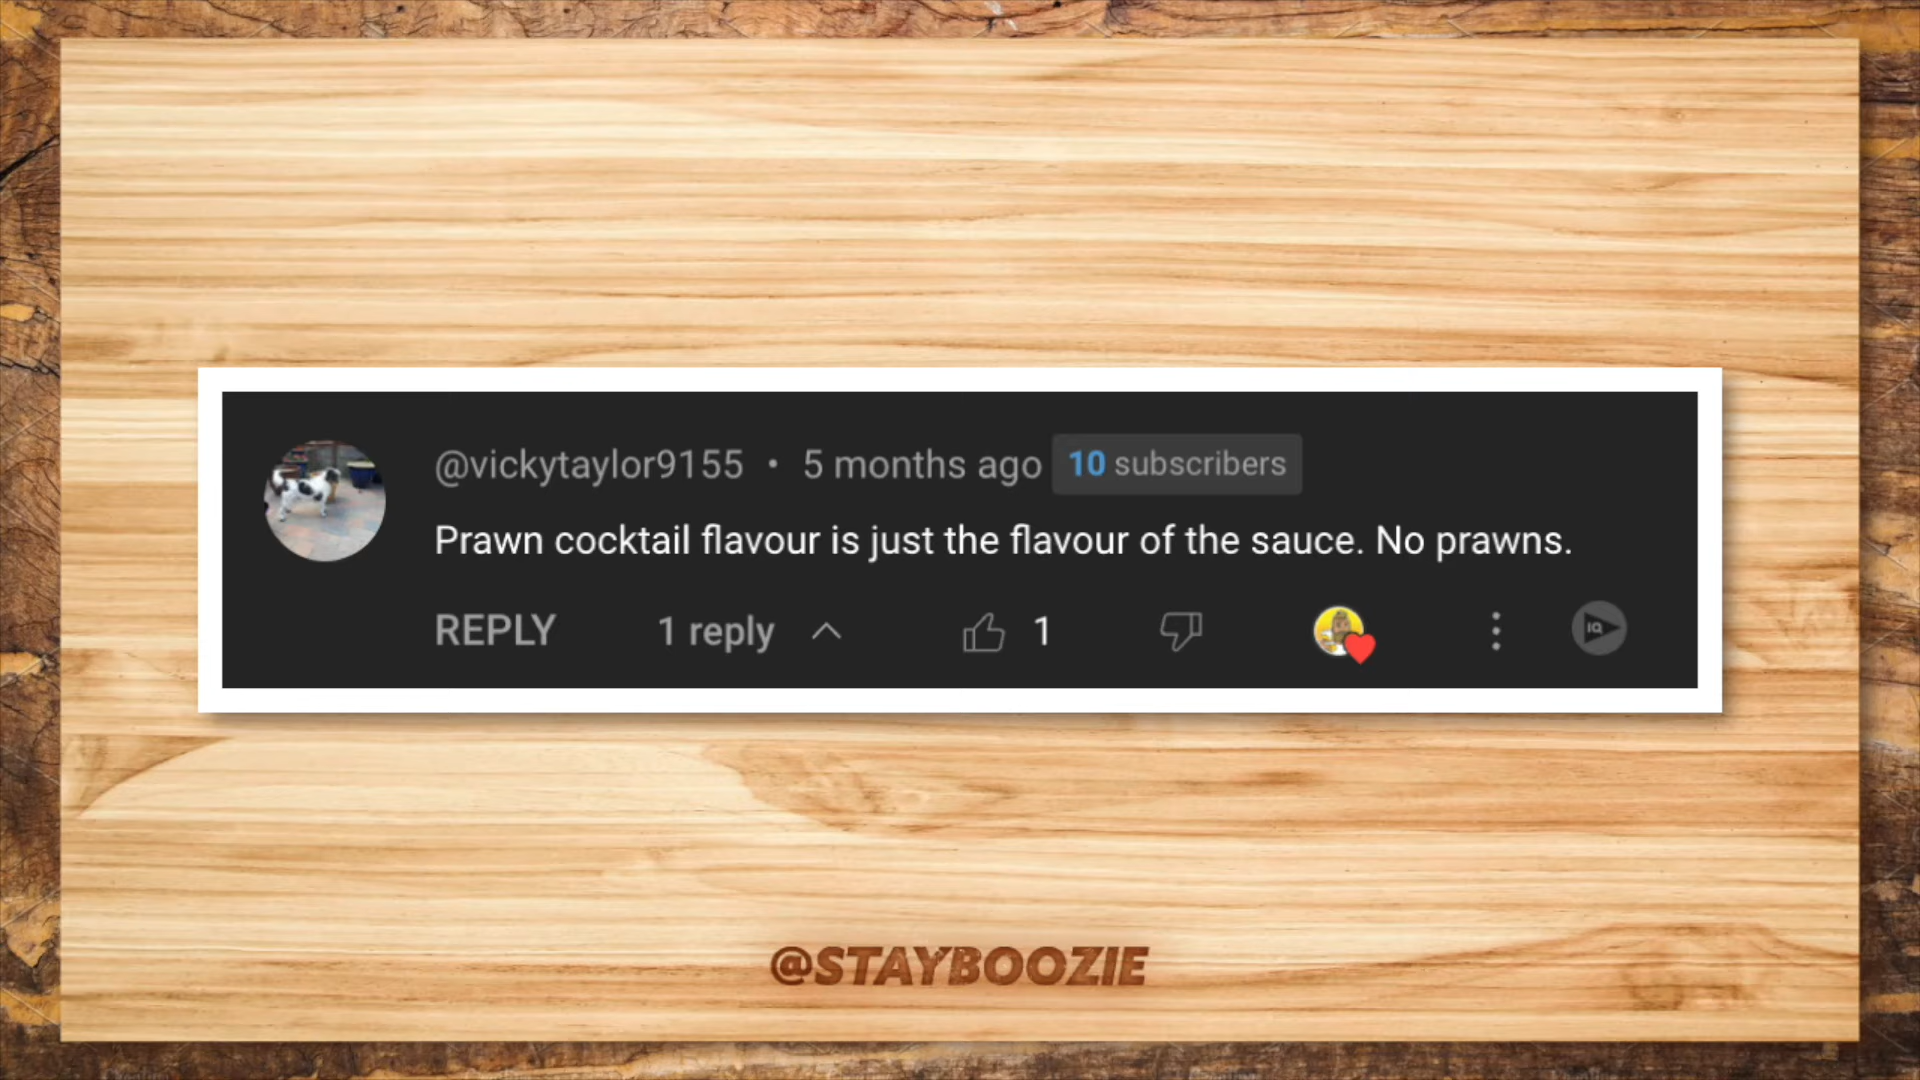 @vickytaylor9155 • 5 months ago 10 subscribers
Prawn cocktail flavour is just the flavour of the sauce. No prawns.
REPLY 1 reply 1 IQ
@STAYBOOZIE